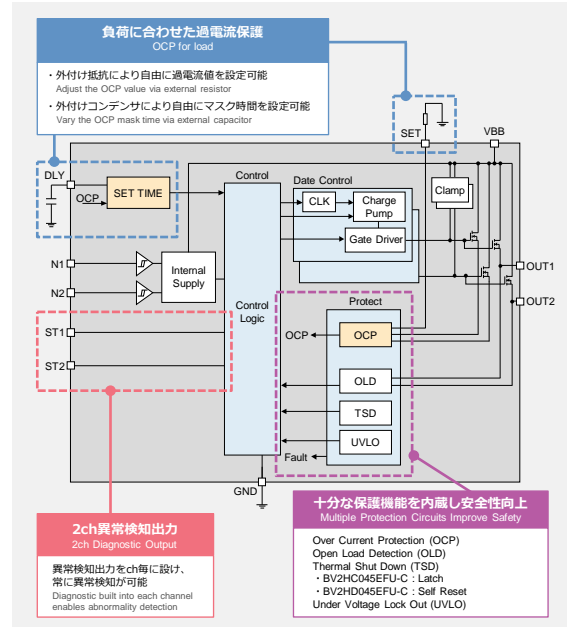 負荷に合わせた過電流保護
OCP for load
・外付け抵抗により自由に過電流値を設定可能
Adjust the OCP value via external resistor
・外付けコンデンサにより自由にマスク時間を設定可能
Vary the OCP mask time via external capacitor
SET
VBB
DLY
OCP
SET TIME
Control
Date Control
CLK
Charge
Pump
Gate Driver
Clamp
N1
N2
Internal
Supply
OUT1
OUT2
Control
Logic
ST1
ST2
Protect
OCP
OCP
OLD
TSD
UVLO
Fault
GND
2ch異常検知出力
2ch Diagnostic Output
異常検知出力をch毎に設け、
常に異常検知が可能
Diagnostic built into each channel
enables abnormality detection
十分な保護機能を内蔵し安全性向上
Multiple Protection Circuits Improve Safety
Over Current Protection (OCP)
Open Load Detection (OLD)
Thermal Shut Down (TSD)
・BV2HC045EFU-C : Latch
・BV2HD045EFU-C : Self Reset
Under Voltage Lock Out (UVLO)